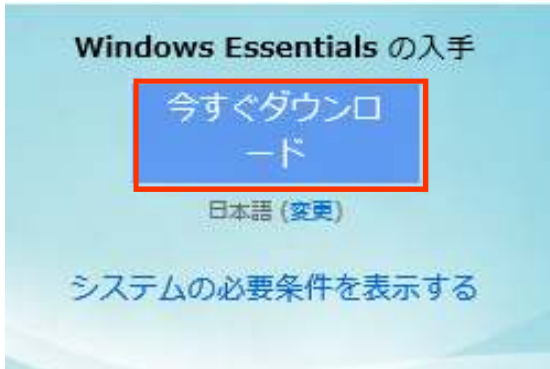 Windows Essentials の入手
今すぐダウンロ
ード
日本語 (変更)
システムの必要条件を表示する